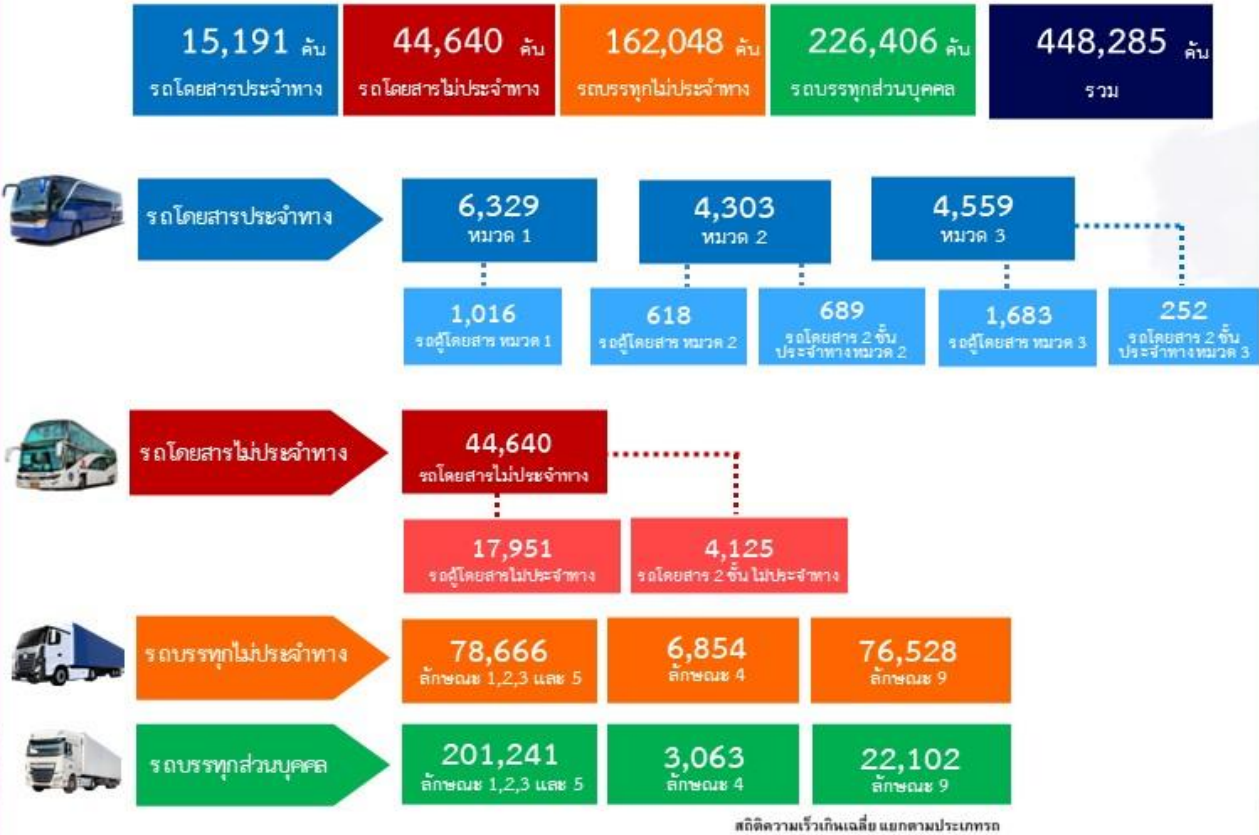 15,191 คัน
รถโดยสารประจำทาง
44,640 คัน
รถโดยสารไม่ประจำทาง
162,048 คัน
รถบรรทุกไม่ประจำทาง
226,406 คัน
รถบรรทุกส่วนบุคคล
448,285 คัน
รวม
รถโดยสารประจำทาง
6,329
หมวด 1
4,303
หมวด 2
4,559
หมวด 3
1,016
รถตู้โดยสาร หมวด 1
618
รถตู้โดยสาร หมวด 2
689
รถโดยสาร 2 ชั้น
ประจำทางหมวด 2
1,683
รถตู้โดยสาร หมวด 3
252
รถโดยสาร 2 ชั้น
ประจำทางหมวด 3
รถโดยสารไม่ประจำทาง
44,640
รถโดยสารไม่ประจำทาง
17,951
รถตู้โดยสารไม่ประจำทาง
4,125
รถโดยสาร 2 ชั้น ไม่ประจำทาง
รถบรรทุกไม่ประจำทาง
78,666
ลักษณะ 1,2,3 และ 5
6,854
ลักษณะ 4
76,528
ลักษณะ 9
รถบรรทุกส่วนบุคคล
201,241
ลักษณะ 1,2,3 และ 5
3,063
ลักษณะ 4
22,102
ลักษณะ 9
สถิติความเร็วเกินเฉลี่ย แยกตามประเภทรถ